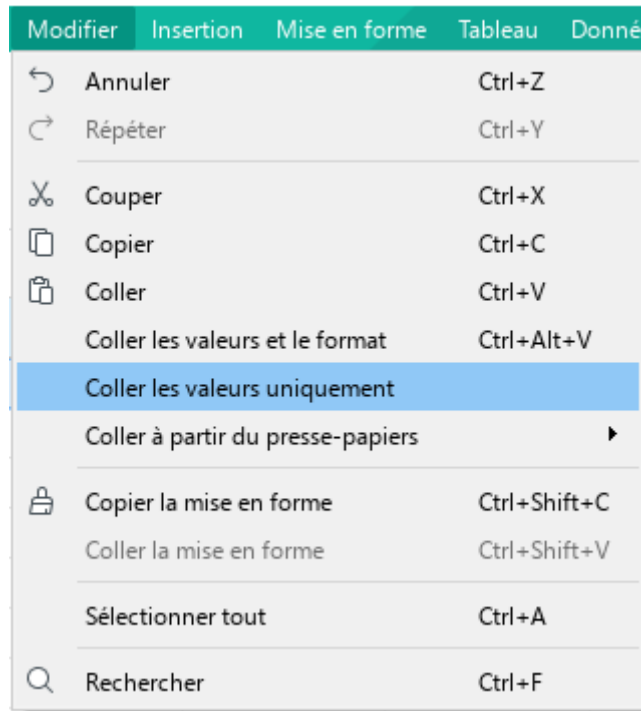 Modifier Insertion Mise en forme Tableau Donné
Annuler Ctrl+Z
Répéter Ctrl+Y
Couper Ctrl+X
Copier Ctrl+C
Coller Ctrl+V
Coller les valeurs et le format Ctrl+Alt+V
Coller les valeurs uniquement
Coller à partir du presse-papiers
Copier la mise en forme Ctrl+Shift+C
Coller la mise en forme Ctrl+Shift+V
Sélectionner tout Ctrl+A
Rechercher Ctrl+F